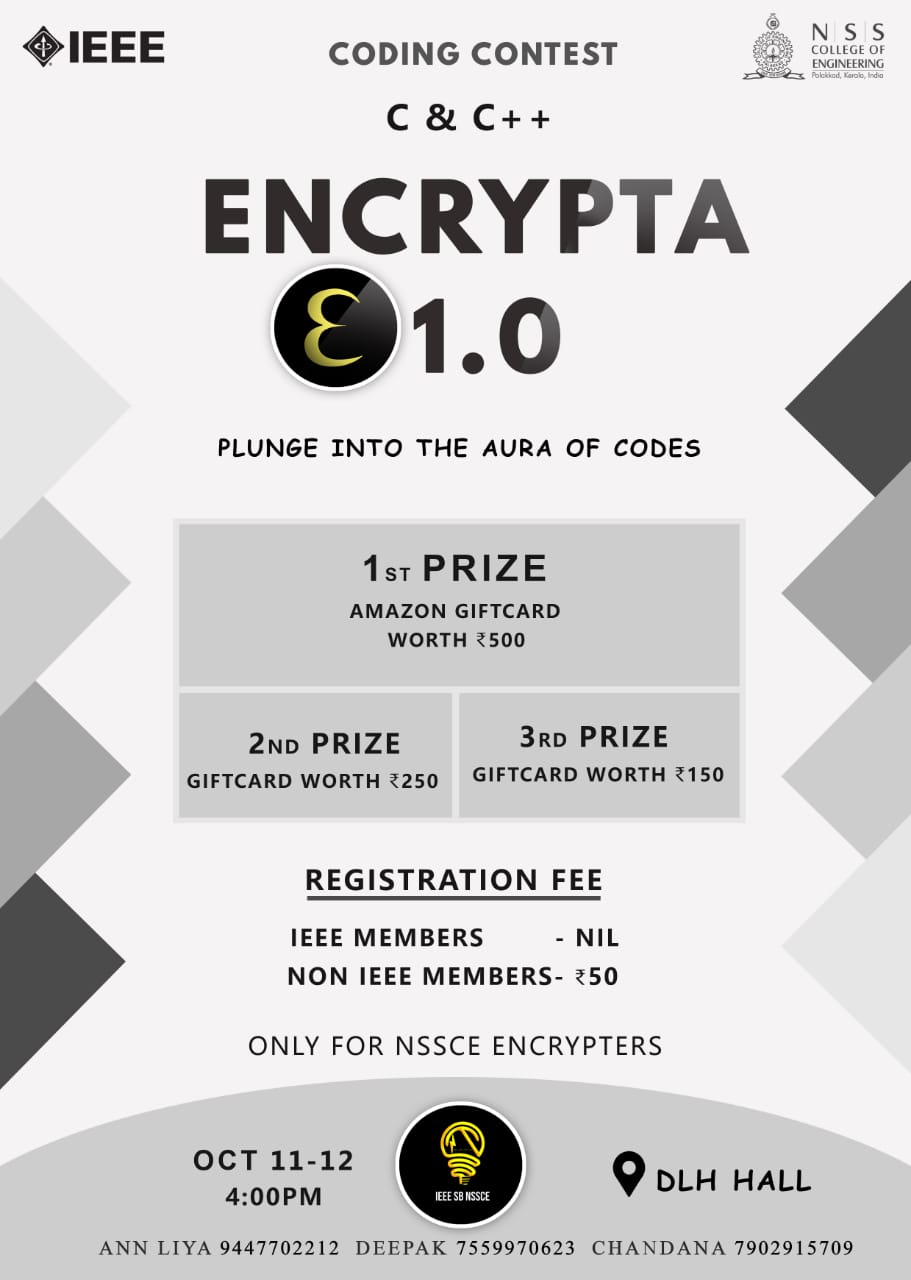 IEEE
CODING CONTEST
N|S|S
COLLEGE OF
ENGINEERING
Palakkad, Kerala, India
C & C++
ENCRYPTA
ε 1.0
PLUNGE INTO THE AURA OF CODES
1ST PRIZE
AMAZON GIFTCARD
WORTH ₹500
2ND PRIZE
GIFTCARD WORTH ₹250
3RD PRIZE
GIFTCARD WORTH ₹150
REGISTRATION FEE
IEEE MEMBERS - NIL
NON IEEE MEMBERS- ₹50
ONLY FOR NSSCE ENCRYPTERS
OCT 11-12
4:00PM
IEEE SB NSSCE
DLH HALL
ANN LIYA 9447702212 DEEPAK 7559970623 CHANDANA 7902915709